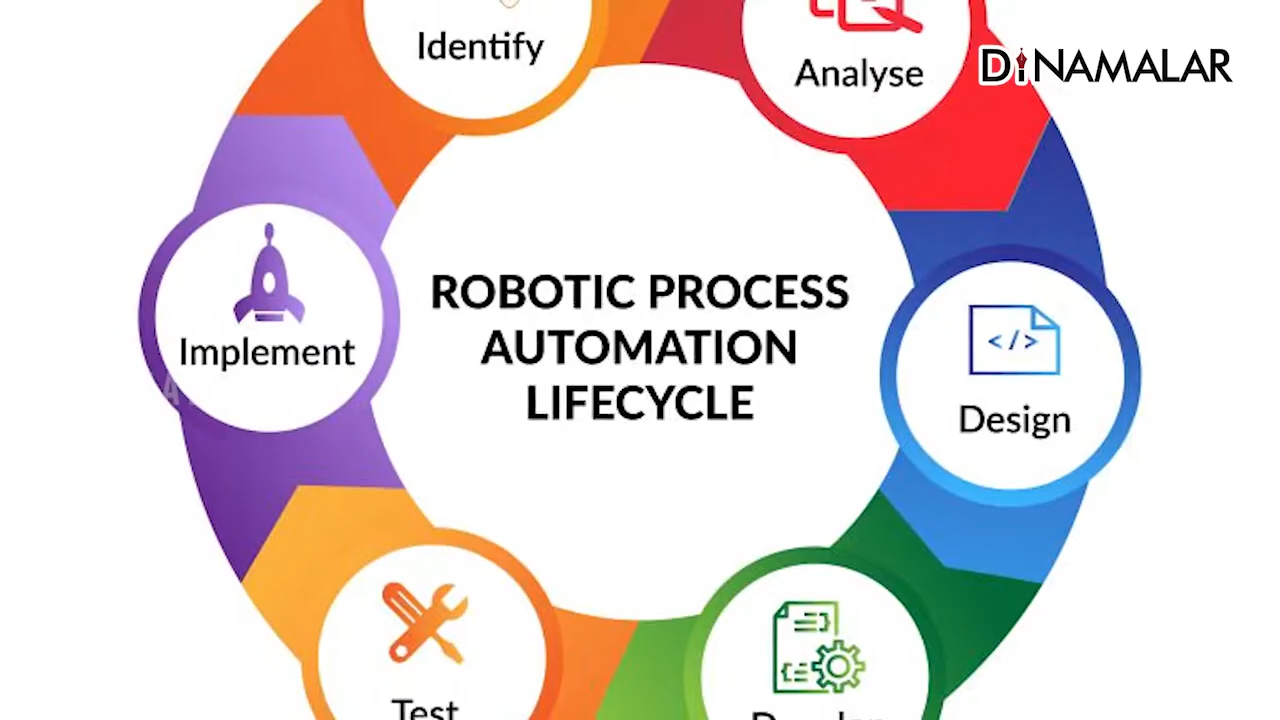 Identify
Analyse
DiNAMALAR
Implement
ROBOTIC PROCESS
AUTOMATION
LIFECYCLE
</>
Design
Test